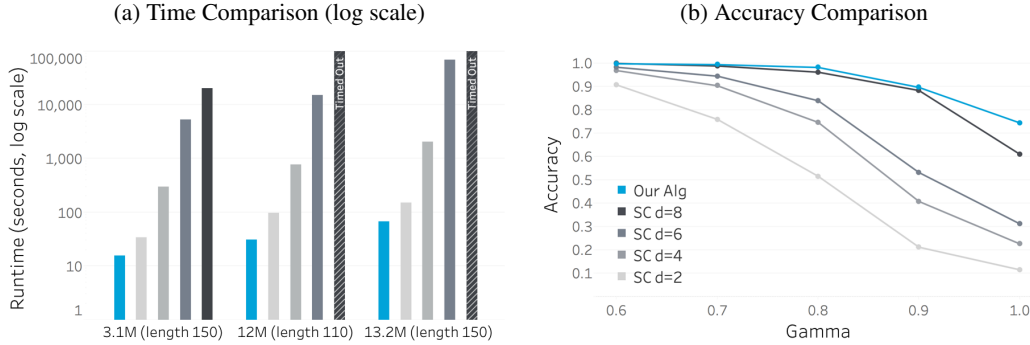 (a) Time Comparison (log scale)
Runtime (seconds, log scale)
100,000
10,000
1,000
100
10
1
Timed Out
Timed Out
3.1M (length 150)
12M (length 110)
13.2M (length 150)
(b) Accuracy Comparison
Accuracy
1.0
0.9
0.8
0.7
0.6
0.5
0.4
0.3
0.2
0.1
Our Alg
SC d=8
SC d=6
SC d=4
SC d=2
0.6
0.7
0.8
0.9
1.0
Gamma